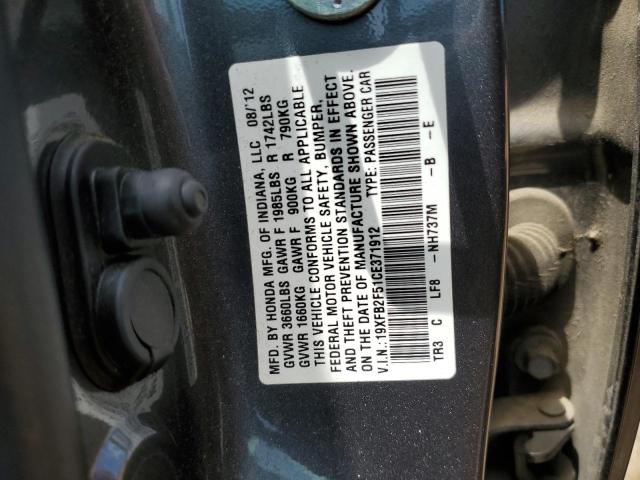 MFD. BY HONDA MFG. OF INDIANA, LLC 08/12
GVWR 3660LBS GAWR F 1985LBS R 1742LBS
GVWR 1660KG GAWR F 900KG R 790KG
THIS VEHICLE CONFORMS TO ALL APPLICABLE
FEDERAL MOTOR VEHICLE SAFETY, BUMPER,
AND THEFT PREVENTION STANDARDS IN EFFECT
ON THE DATE OF MANUFACTURE SHOWN ABOVE.
V.I.N.:19XFB2F51CE371912 TYPE: PASSENGER CAR
TR3 C LF8 -NH737M -B -E